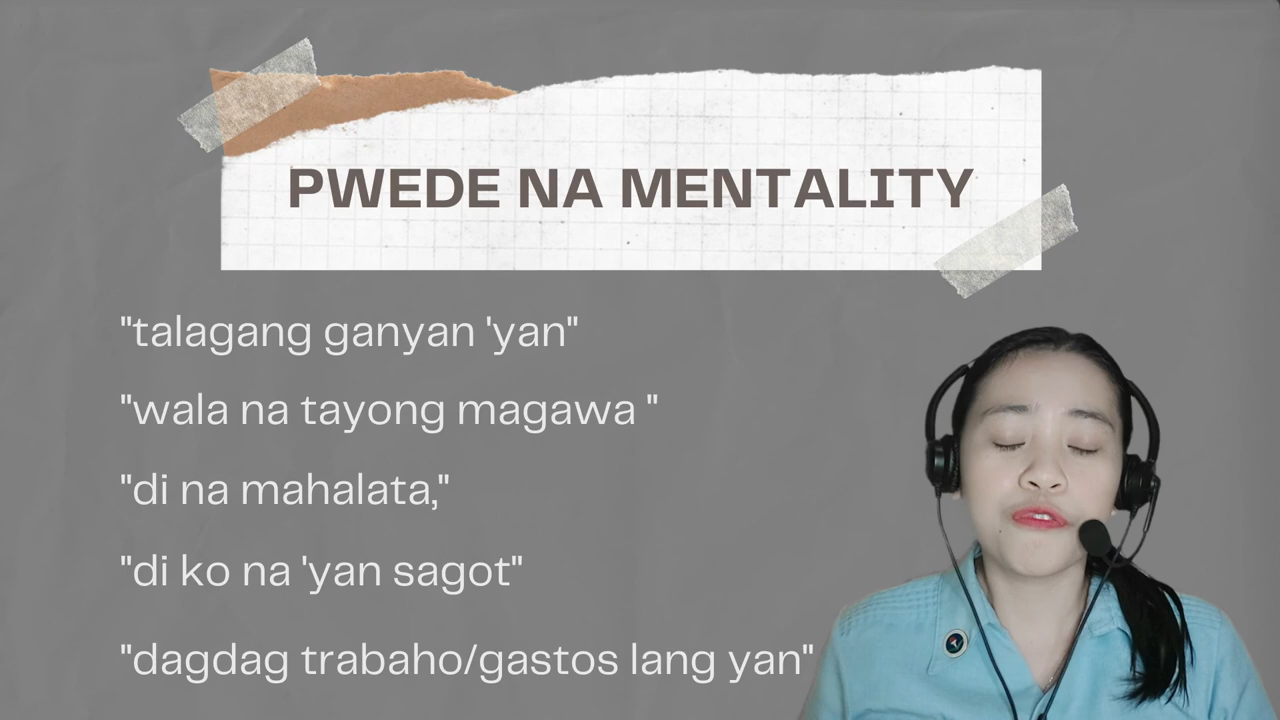 PWEDE NA MENTALITY
"talagang ganyan 'yan"
"wala na tayong magawa "
"di na mahalata,"
"di ko na 'yan sagot"
"dagdag trabaho/gastos lang yan"